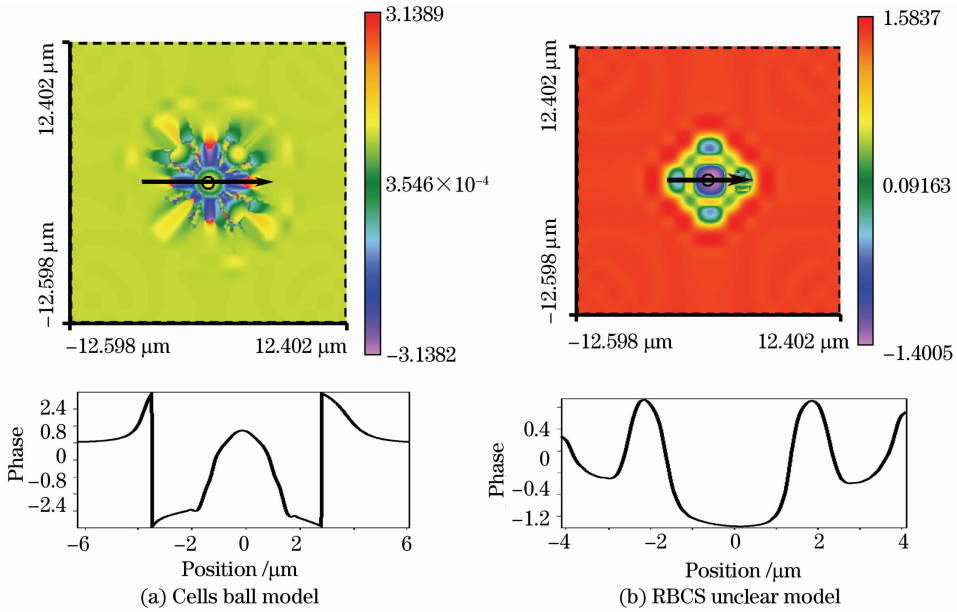 3.1389
12.402 μm
3.546×10⁻⁴
-12.598 μm
-12.598 μm 12.402 μm
-3.1382
2.4
0.8
0
-0.8
-2.4
Phase
-6 -2 0 2 6
Position /μm
(a) Cells ball model
1.5837
12.402 μm
0.09163
-12.598 μm
-12.598 μm 12.402 μm
-1.4005
0.4
0
-0.4
-1.2
Phase
-4 -2 0 2 4
Position /μm
(b) RBCS unclear model